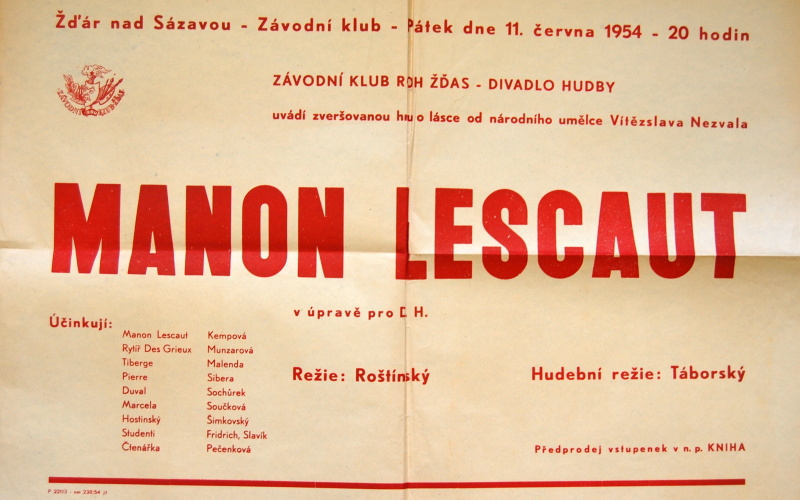 Žďár nad Sázavou - Závodní klub - Pátek dne 11. června 1954 - 20 hodin
ZÁVODNÍ KLUB ROH ŽĎAS - DIVADLO HUDBY
uvádí zveršovanou hru o lásce od národního umělce Vítězslava Nezvala
MANON LESCAUT
v úpravě pro D. H.
Účinkují:
Manon Lescaut Kempová
Rytíř Des Grieux Munzarová
Tiberge Malenda
Pierre Sibera
Duval Sochůrek
Marcela Součková
Hostinský Šimkovský
Studenti Fridrich, Slavík
Čtenářka Pečenková
Režie: Roštínský
Hudební režie: Táborský
Předprodej vstupenek v n. p. KNIHA